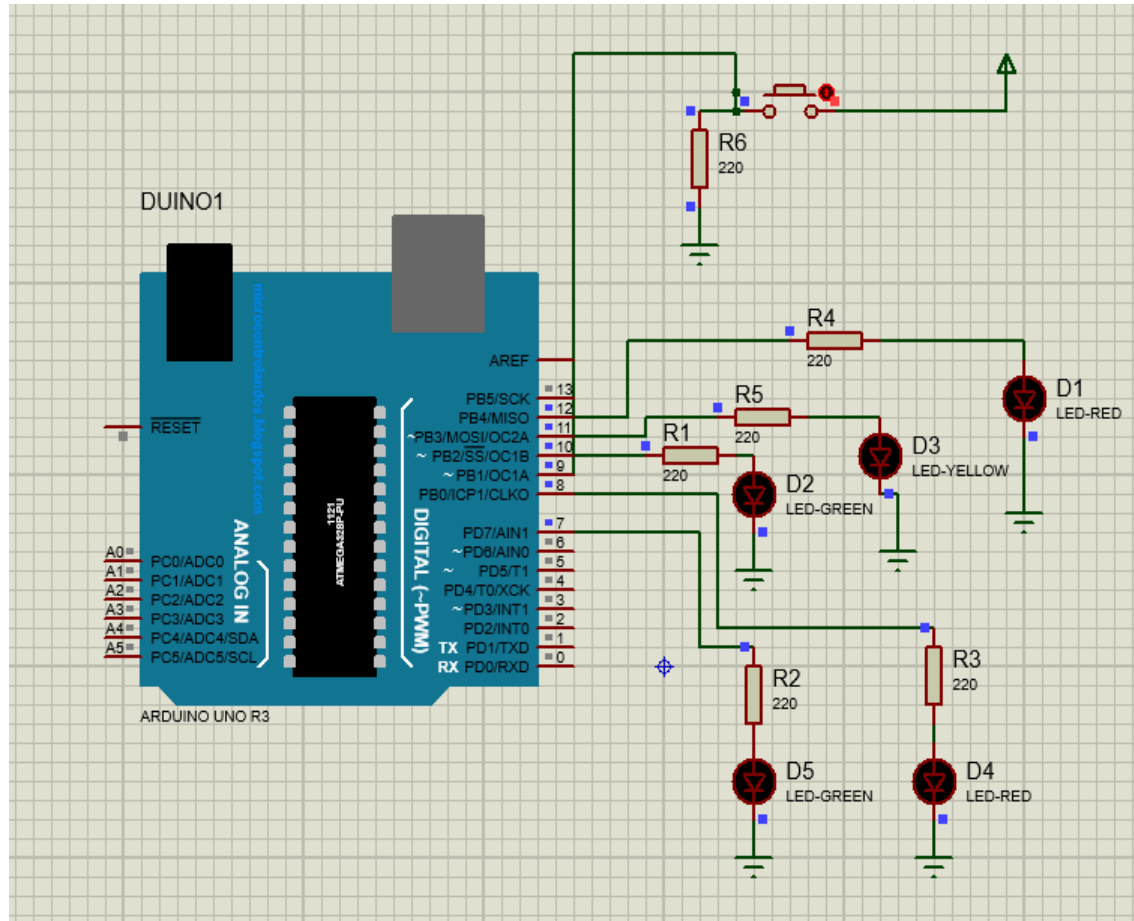 R6
220
DUINO1
microcontrolandos.blogspot.com
R4
220
AREF
13
PB5/SCK
12
PB4/MISO
11
~PB3/MOSI/OC2A
10
~ PB2/SS/OC1B
9
~ PB1/OC1A
8
PB0/ICP1/CLKO
7
PD7/AIN1
6
~PD6/AIN0
5
~ PD5/T1
4
PD4/T0/XCK
3
~PD3/INT1
2
PD2/INT0
1
TX PD1/TXD
0
RX PD0/RXD
RESET
1121
ATMEGA328P-PU
DIGITAL (~PWM)
ANALOG IN
A0 PC0/ADC0
A1 PC1/ADC1
A2 PC2/ADC2
A3 PC3/ADC3
A4 PC4/ADC4/SDA
A5 PC5/ADC5/SCL
ARDUINO UNO R3
D1
LED-RED
R5
220
R1
220
D3
LED-YELLOW
D2
LED-GREEN
R2
220
R3
220
D5
LED-GREEN
D4
LED-RED